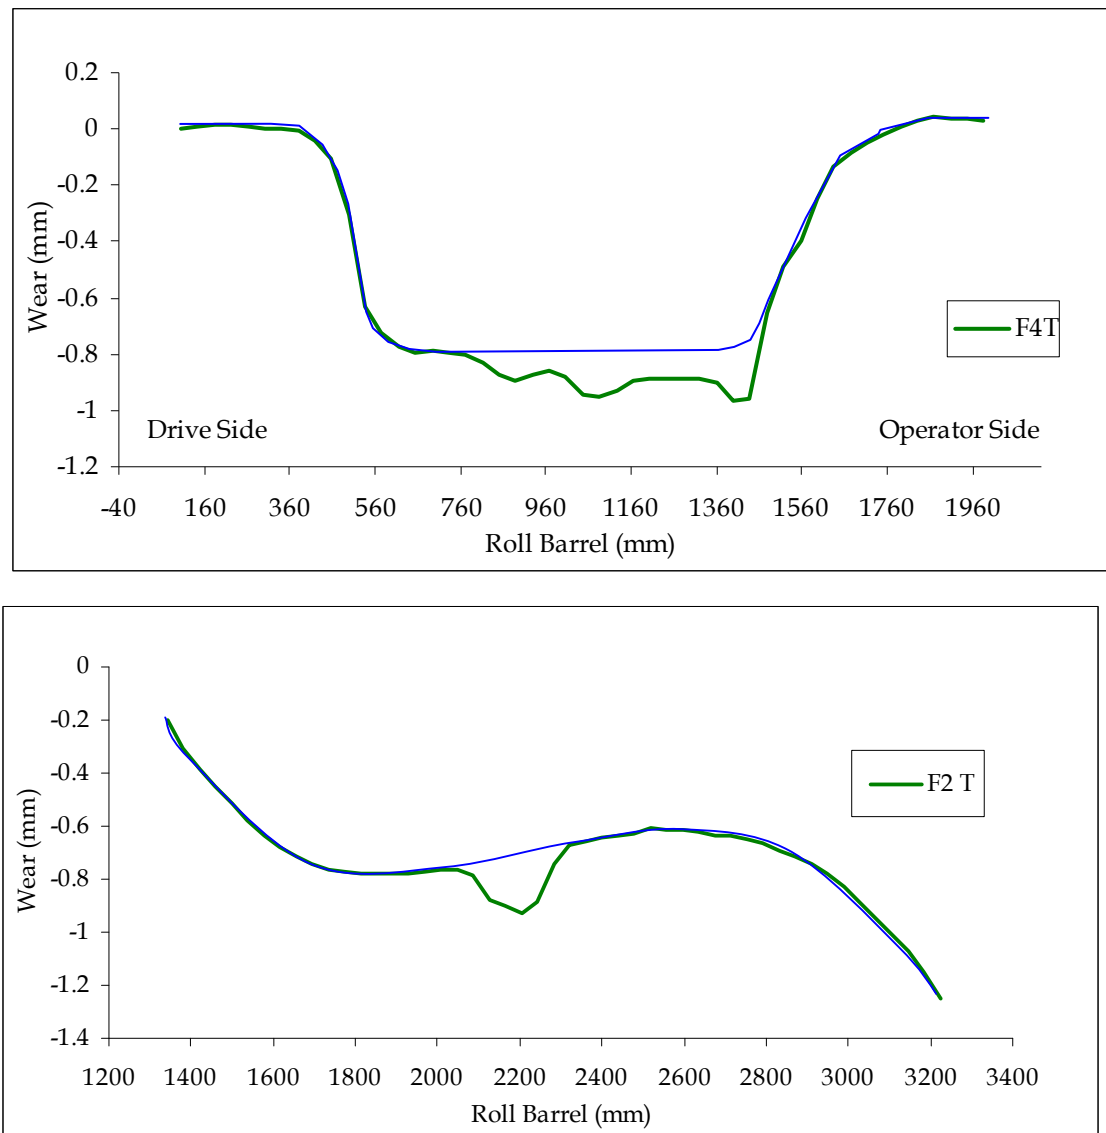 0.2
0
-0.2
-0.4
-0.6
-0.8
-1
-1.2
Wear (mm)
F4T
Drive Side
Operator Side
-40 160 360 560 760 960 1160 1360 1560 1760 1960
Roll Barrel (mm)
0
-0.2
-0.4
-0.6
-0.8
-1
-1.2
-1.4
Wear (mm)
F2 T
1200 1400 1600 1800 2000 2200 2400 2600 2800 3000 3200 3400
Roll Barrel (mm)